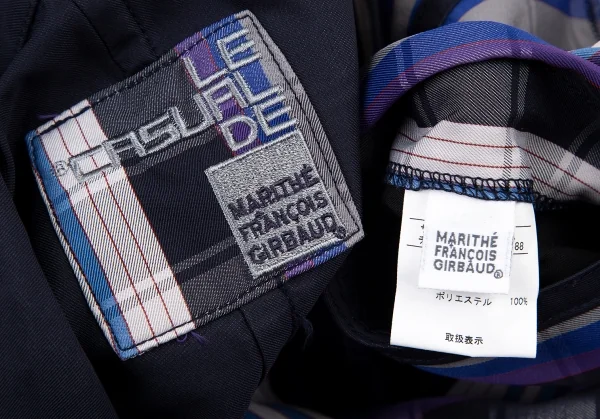 LE
®CASUAL
DE
MARITHÉ
FRANÇOIS
GIRBAUD®
MARITHÉ
FRANÇOIS
GIRBAUD®
88
ポリエステル 100%
取扱表示